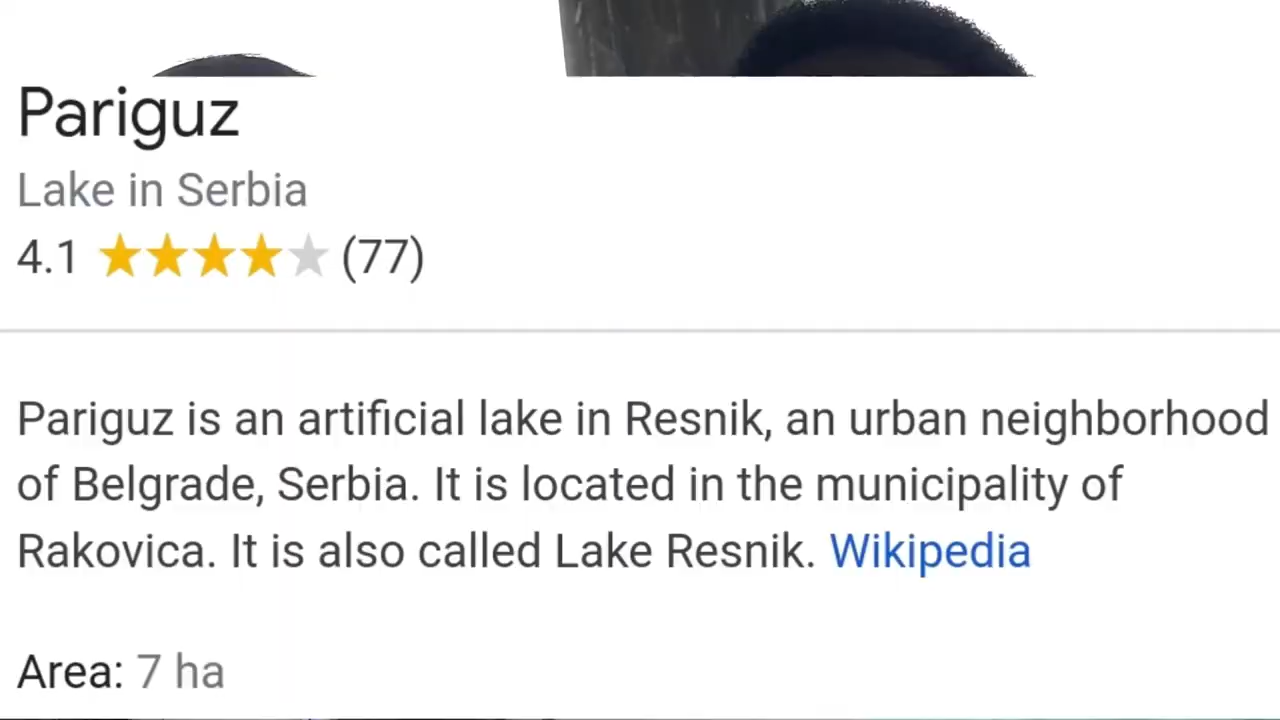 Pariguz
Lake in Serbia
4.1 ★★★★★ (77)
Pariguz is an artificial lake in Resnik, an urban neighborhood
of Belgrade, Serbia. It is located in the municipality of
Rakovica. It is also called Lake Resnik. Wikipedia
Area: 7 ha